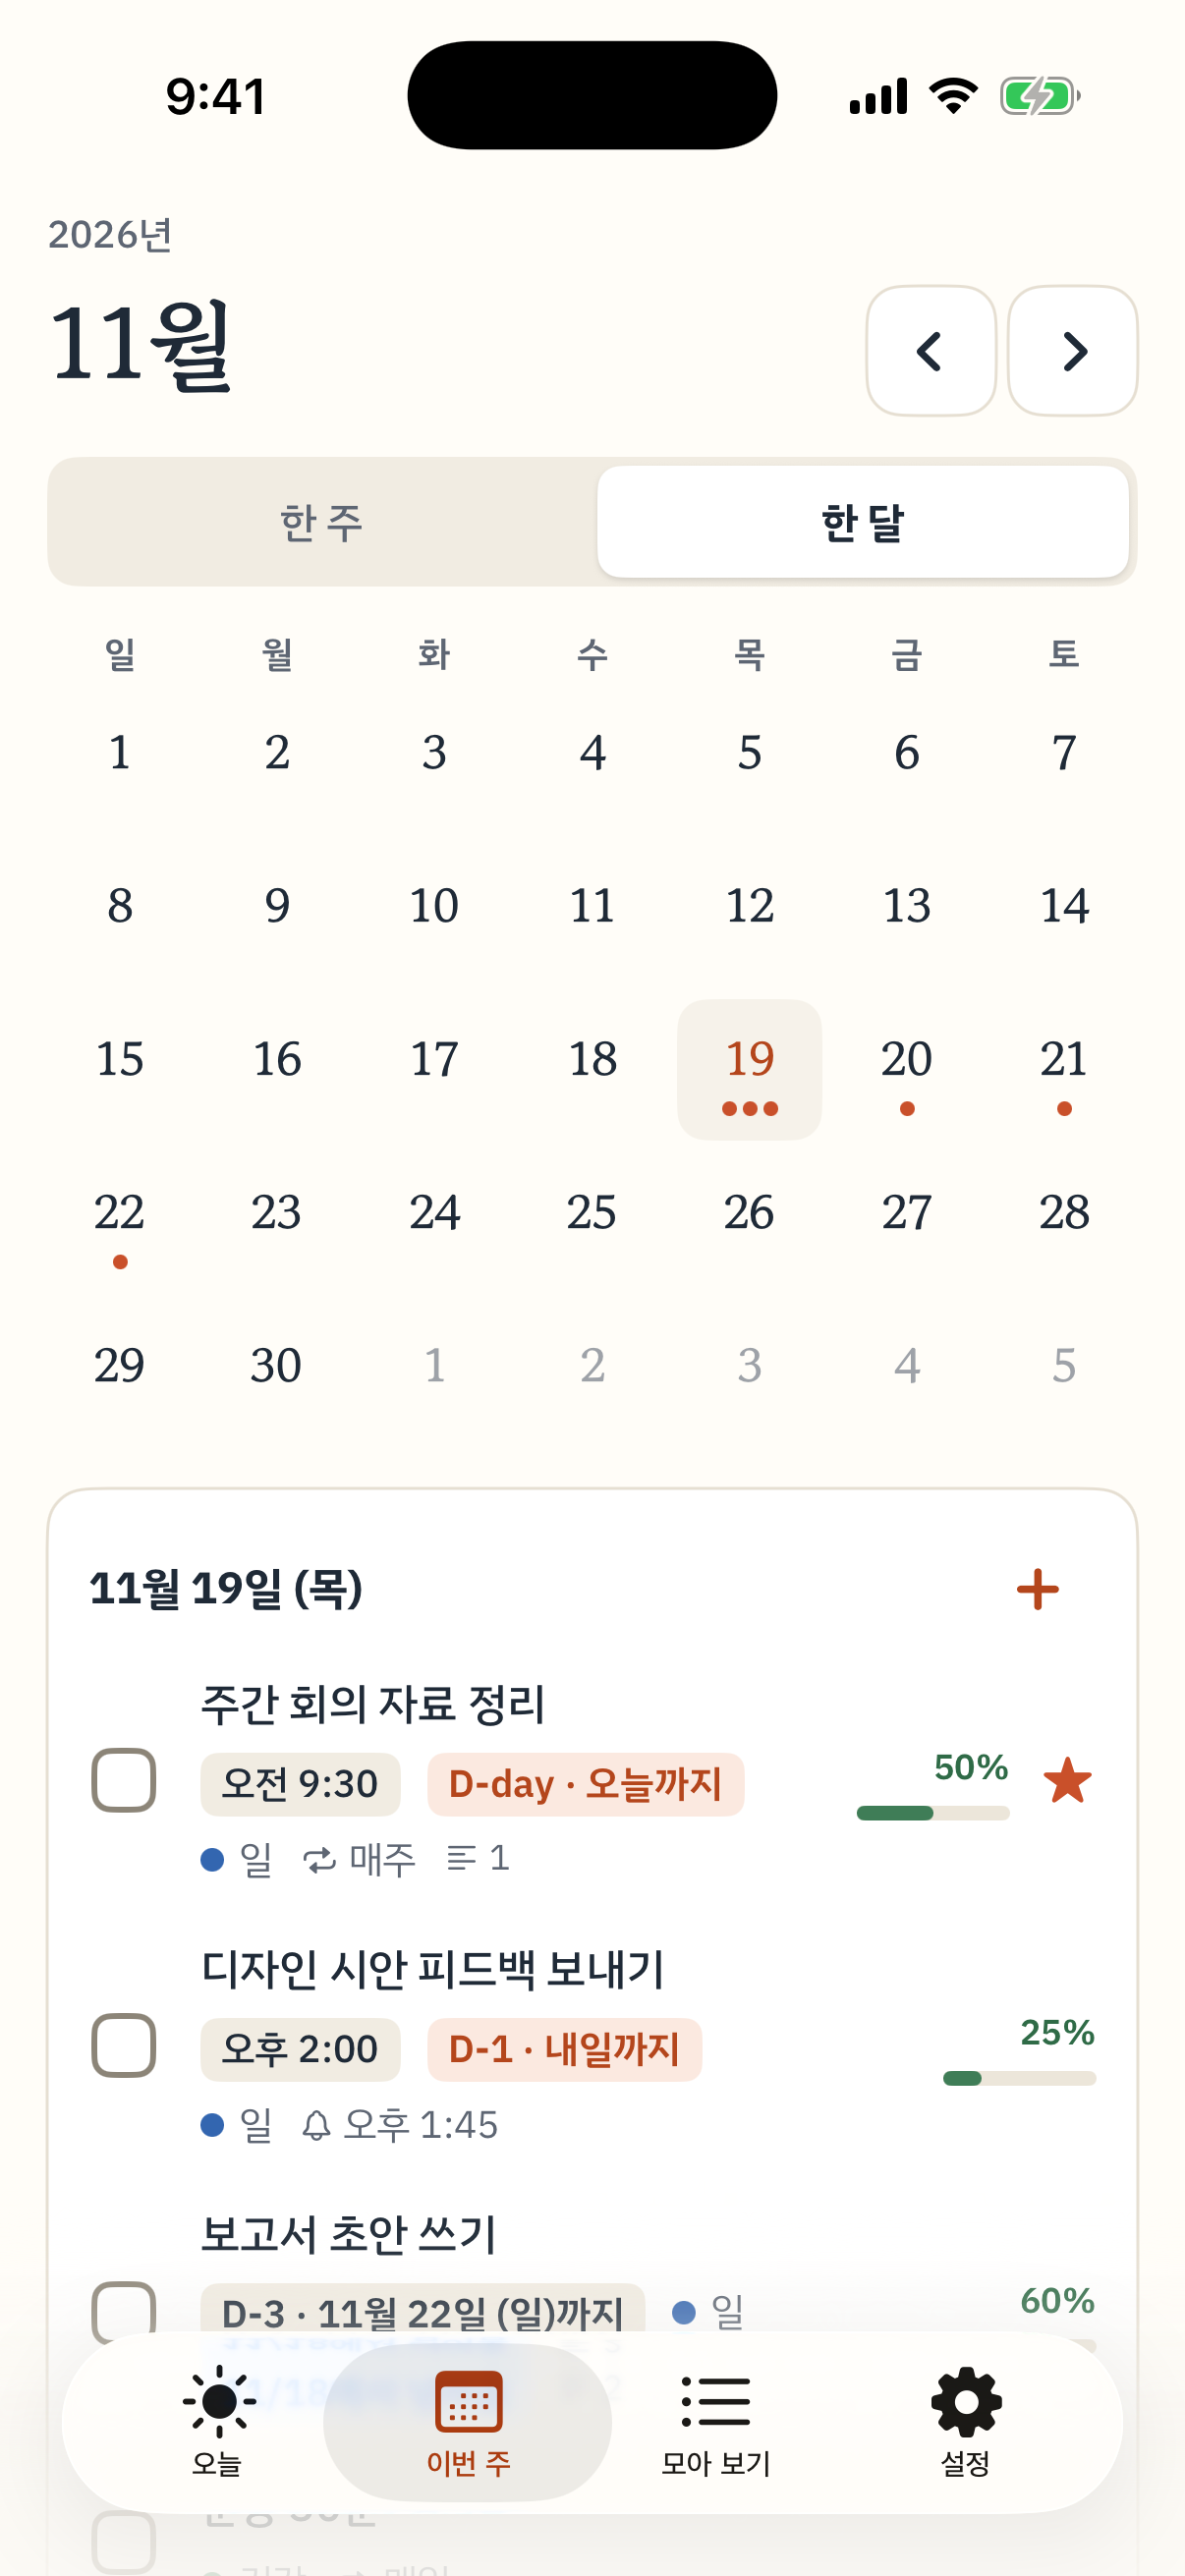 9:41
2026년
11월
한 주 한 달
일 월 화 수 목 금 토
1 2 3 4 5 6 7
8 9 10 11 12 13 14
15 16 17 18 19 20 21
22 23 24 25 26 27 28
29 30 1 2 3 4 5
11월 19일 (목)
주간 회의 자료 정리
오전 9:30 D-day · 오늘까지 50%
일 매주 1
디자인 시안 피드백 보내기
오후 2:00 D-1 · 내일까지 25%
일 오후 1:45
보고서 초안 쓰기
D-3 · 11월 22일 (일)까지 일 60%
오늘 이번 주 모아 보기 설정